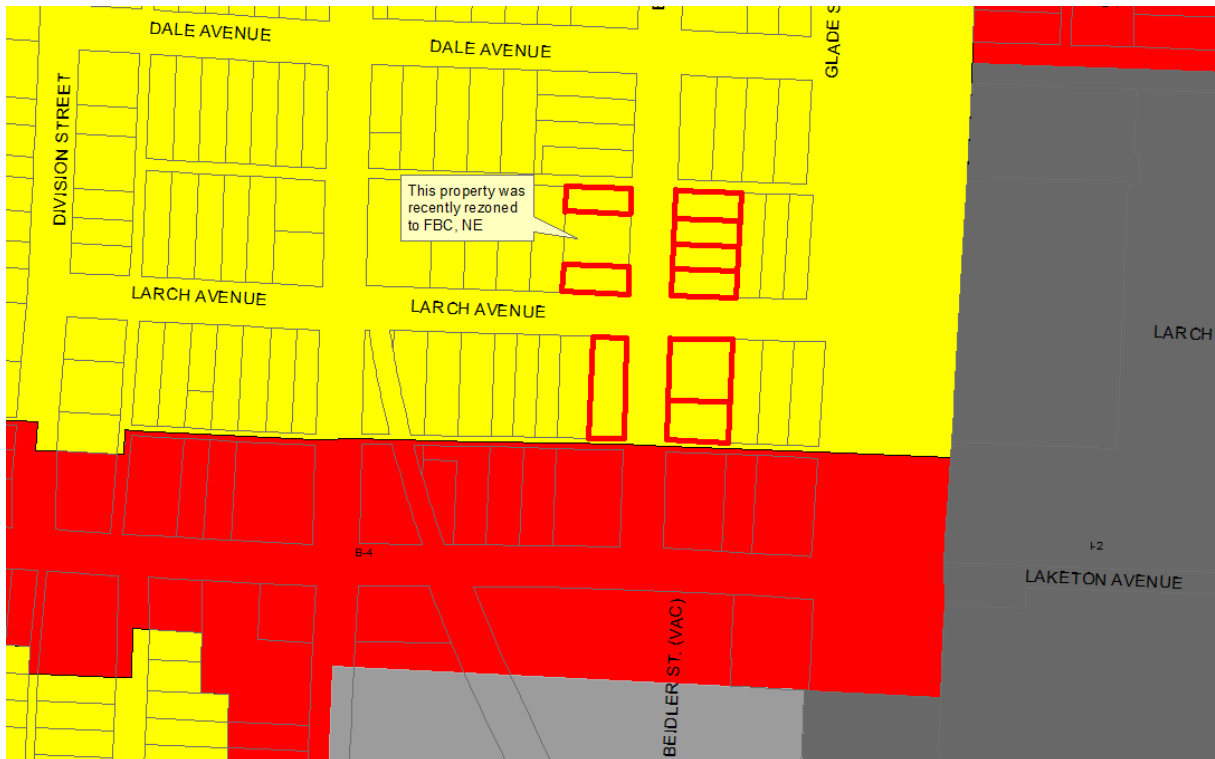 DALE AVENUE
DALE AVENUE
GLADE S
DIVISION STREET
This property was
recently rezoned
to FBC, NE
LARCH AVENUE
LARCH AVENUE
LARCH
B-4
I-2
LAKETON AVENUE
BEIDLER ST. (VAC)